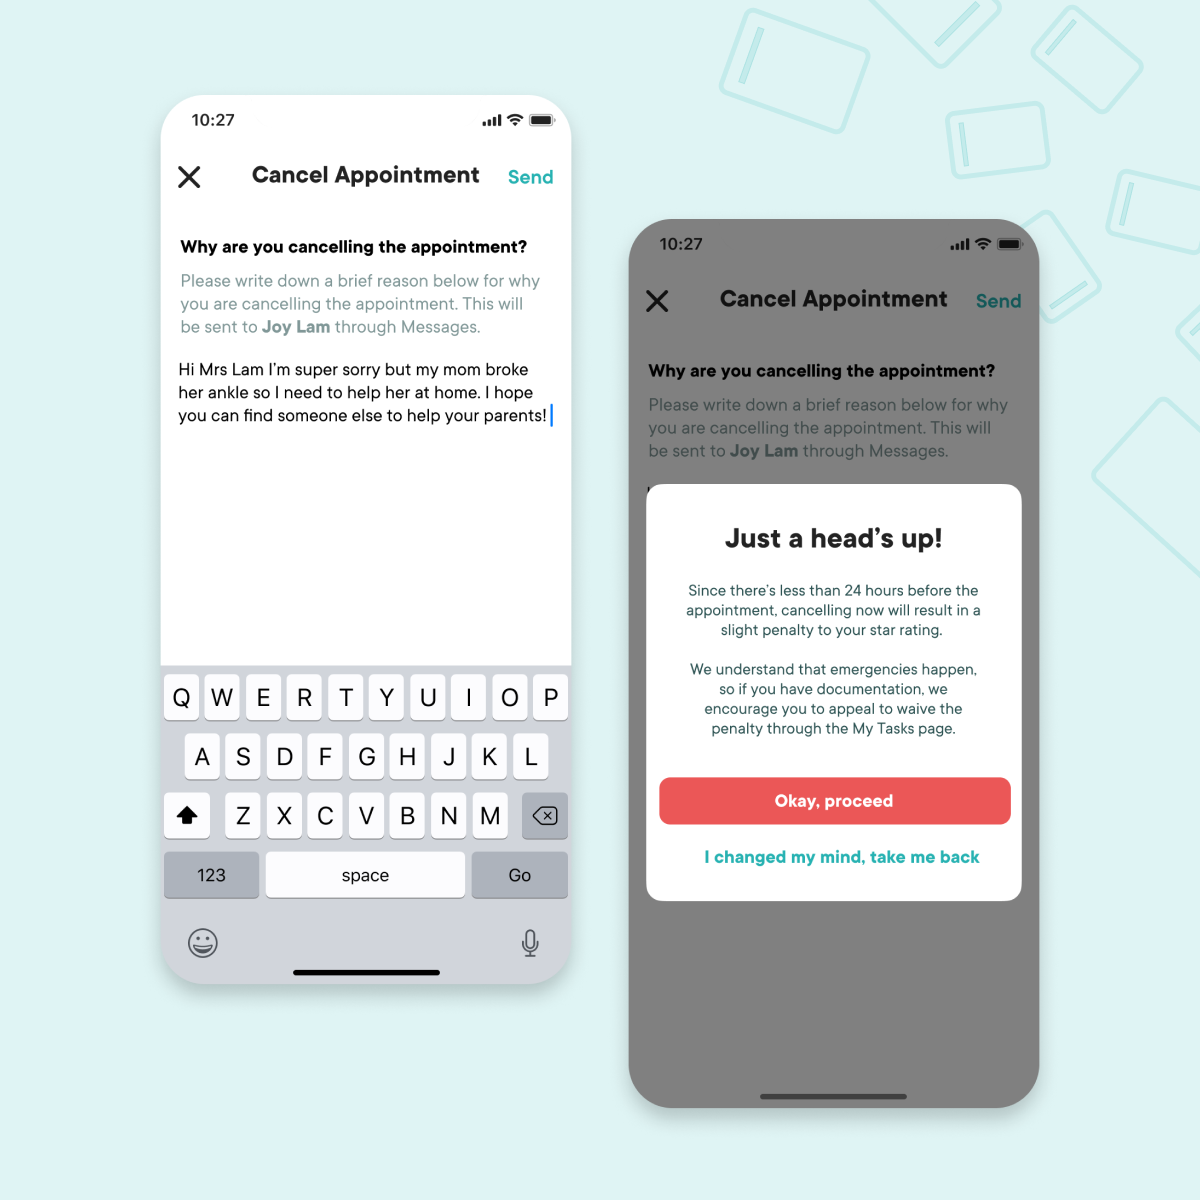 10:27
Cancel Appointment
Send
Why are you cancelling the appointment?
Please write down a brief reason below for why
you are cancelling the appointment. This will
be sent to Joy Lam through Messages.
Hi Mrs Lam I'm super sorry but my mom broke
her ankle so I need to help her at home. I hope
you can find someone else to help your parents!
Q W E R T Y U I O P
A S D F G H J K L
Z X C V B N M
123 space Go
10:27
Cancel Appointment
Send
Why are you cancelling the appointment?
Please write down a brief reason below for why
you are cancelling the appointment. This will
be sent to Joy Lam through Messages.
Just a head's up!
Since there's less than 24 hours before the
appointment, cancelling now will result in a
slight penalty to your star rating.
We understand that emergencies happen,
so if you have documentation, we
encourage you to appeal to waive the
penalty through the My Tasks page.
Okay, proceed
I changed my mind, take me back